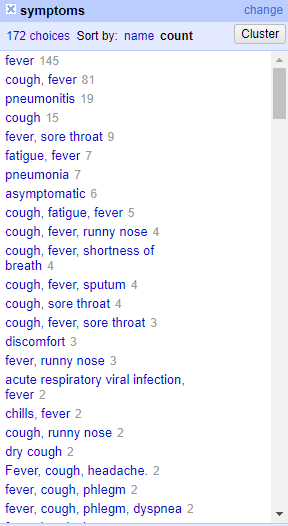 symptoms change
172 choices Sort by: name count Cluster
fever 145
cough, fever 81
pneumonitis 19
cough 15
fever, sore throat 9
fatigue, fever 7
pneumonia 7
asymptomatic 6
cough, fatigue, fever 5
cough, fever, runny nose 4
cough, fever, shortness of
breath 4
cough, fever, sputum 4
cough, sore throat 4
cough, fever, sore throat 3
discomfort 3
fever, runny nose 3
acute respiratory viral infection,
fever 2
chills, fever 2
cough, runny nose 2
dry cough 2
Fever, cough, headache. 2
fever, cough, phlegm 2
fever, cough, phlegm, dyspnea 2